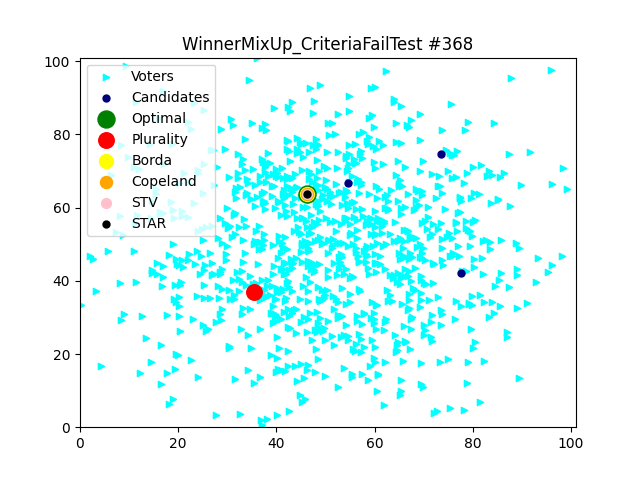 WinnerMixUp_CriteriaFailTest #368
100
80
60
40
20
0
0
20
40
60
80
100
Voters
Candidates
Optimal
Plurality
Borda
Copeland
STV
STAR